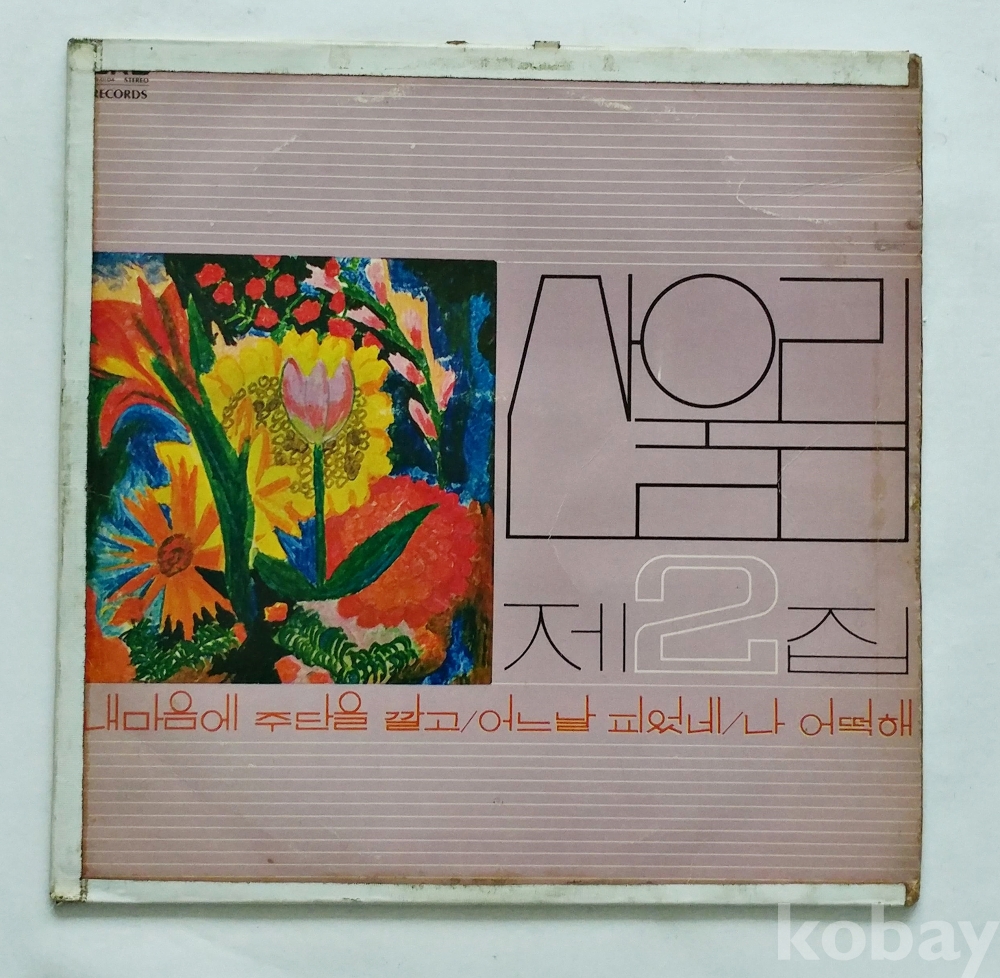 STEREO
RECORDS
산울림
제2집
내마음에 주단을 깔고/어느날 피었네/나 어떡해
kobay